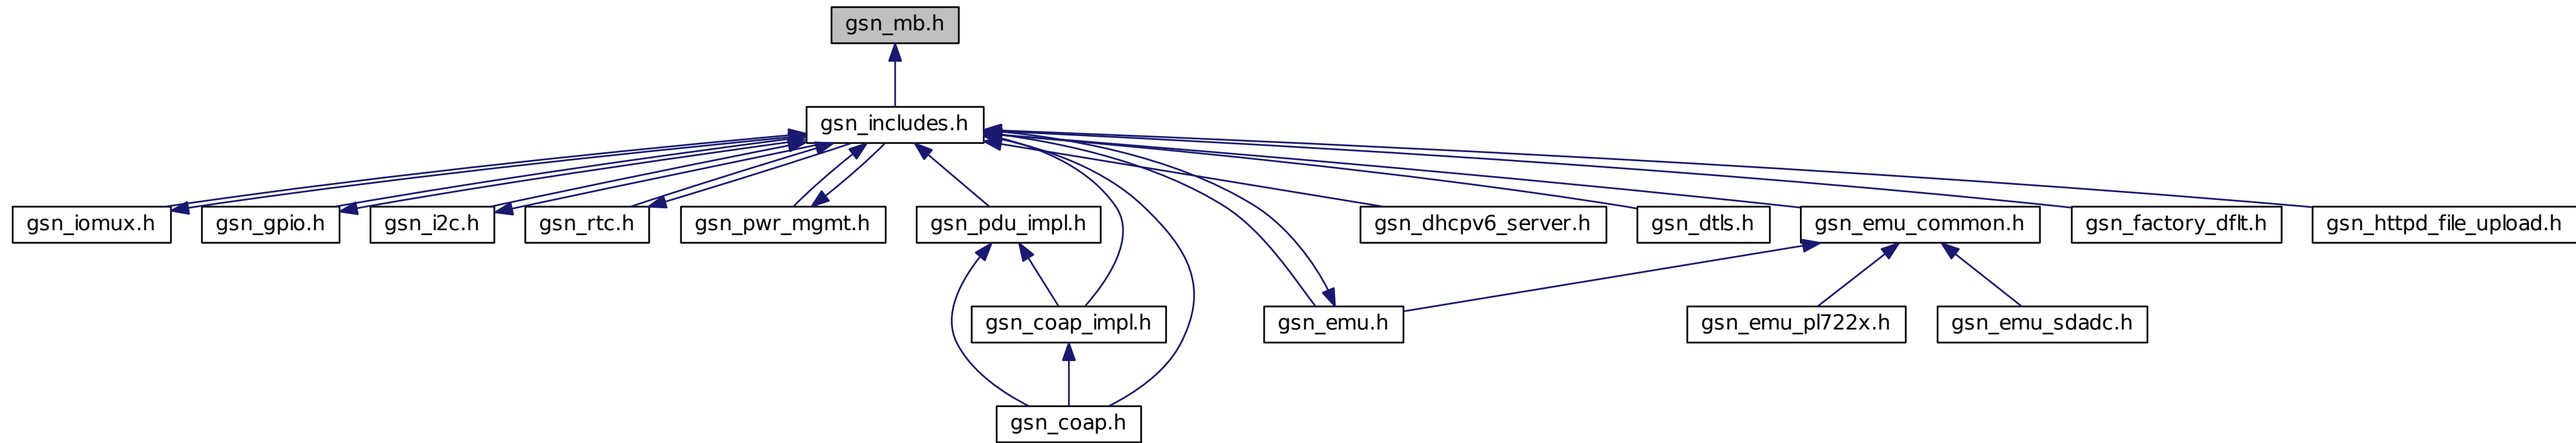 gsn_mb.h
gsn_includes.h
gsn_iomux.h
gsn_gpio.h
gsn_i2c.h
gsn_rtc.h
gsn_pwr_mgmt.h
gsn_pdu_impl.h
gsn_dhcpv6_server.h
gsn_dtls.h
gsn_emu_common.h
gsn_factory_dflt.h
gsn_httpd_file_upload.h
gsn_coap_impl.h
gsn_emu.h
gsn_emu_pl722x.h
gsn_emu_sdadc.h
gsn_coap.h